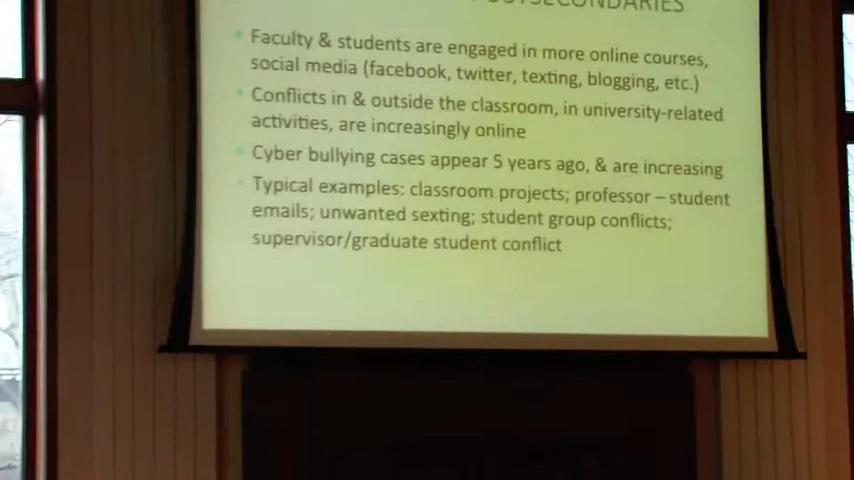 POSTSECONDARIES
Faculty & students are engaged in more online courses,
social media (facebook, twitter, texting, blogging, etc.)
Conflicts in & outside the classroom, in university-related
activities, are increasingly online
Cyber bullying cases appear 5 years ago, & are increasing
Typical examples: classroom projects; professor – student
emails; unwanted sexting; student group conflicts;
supervisor/graduate student conflict